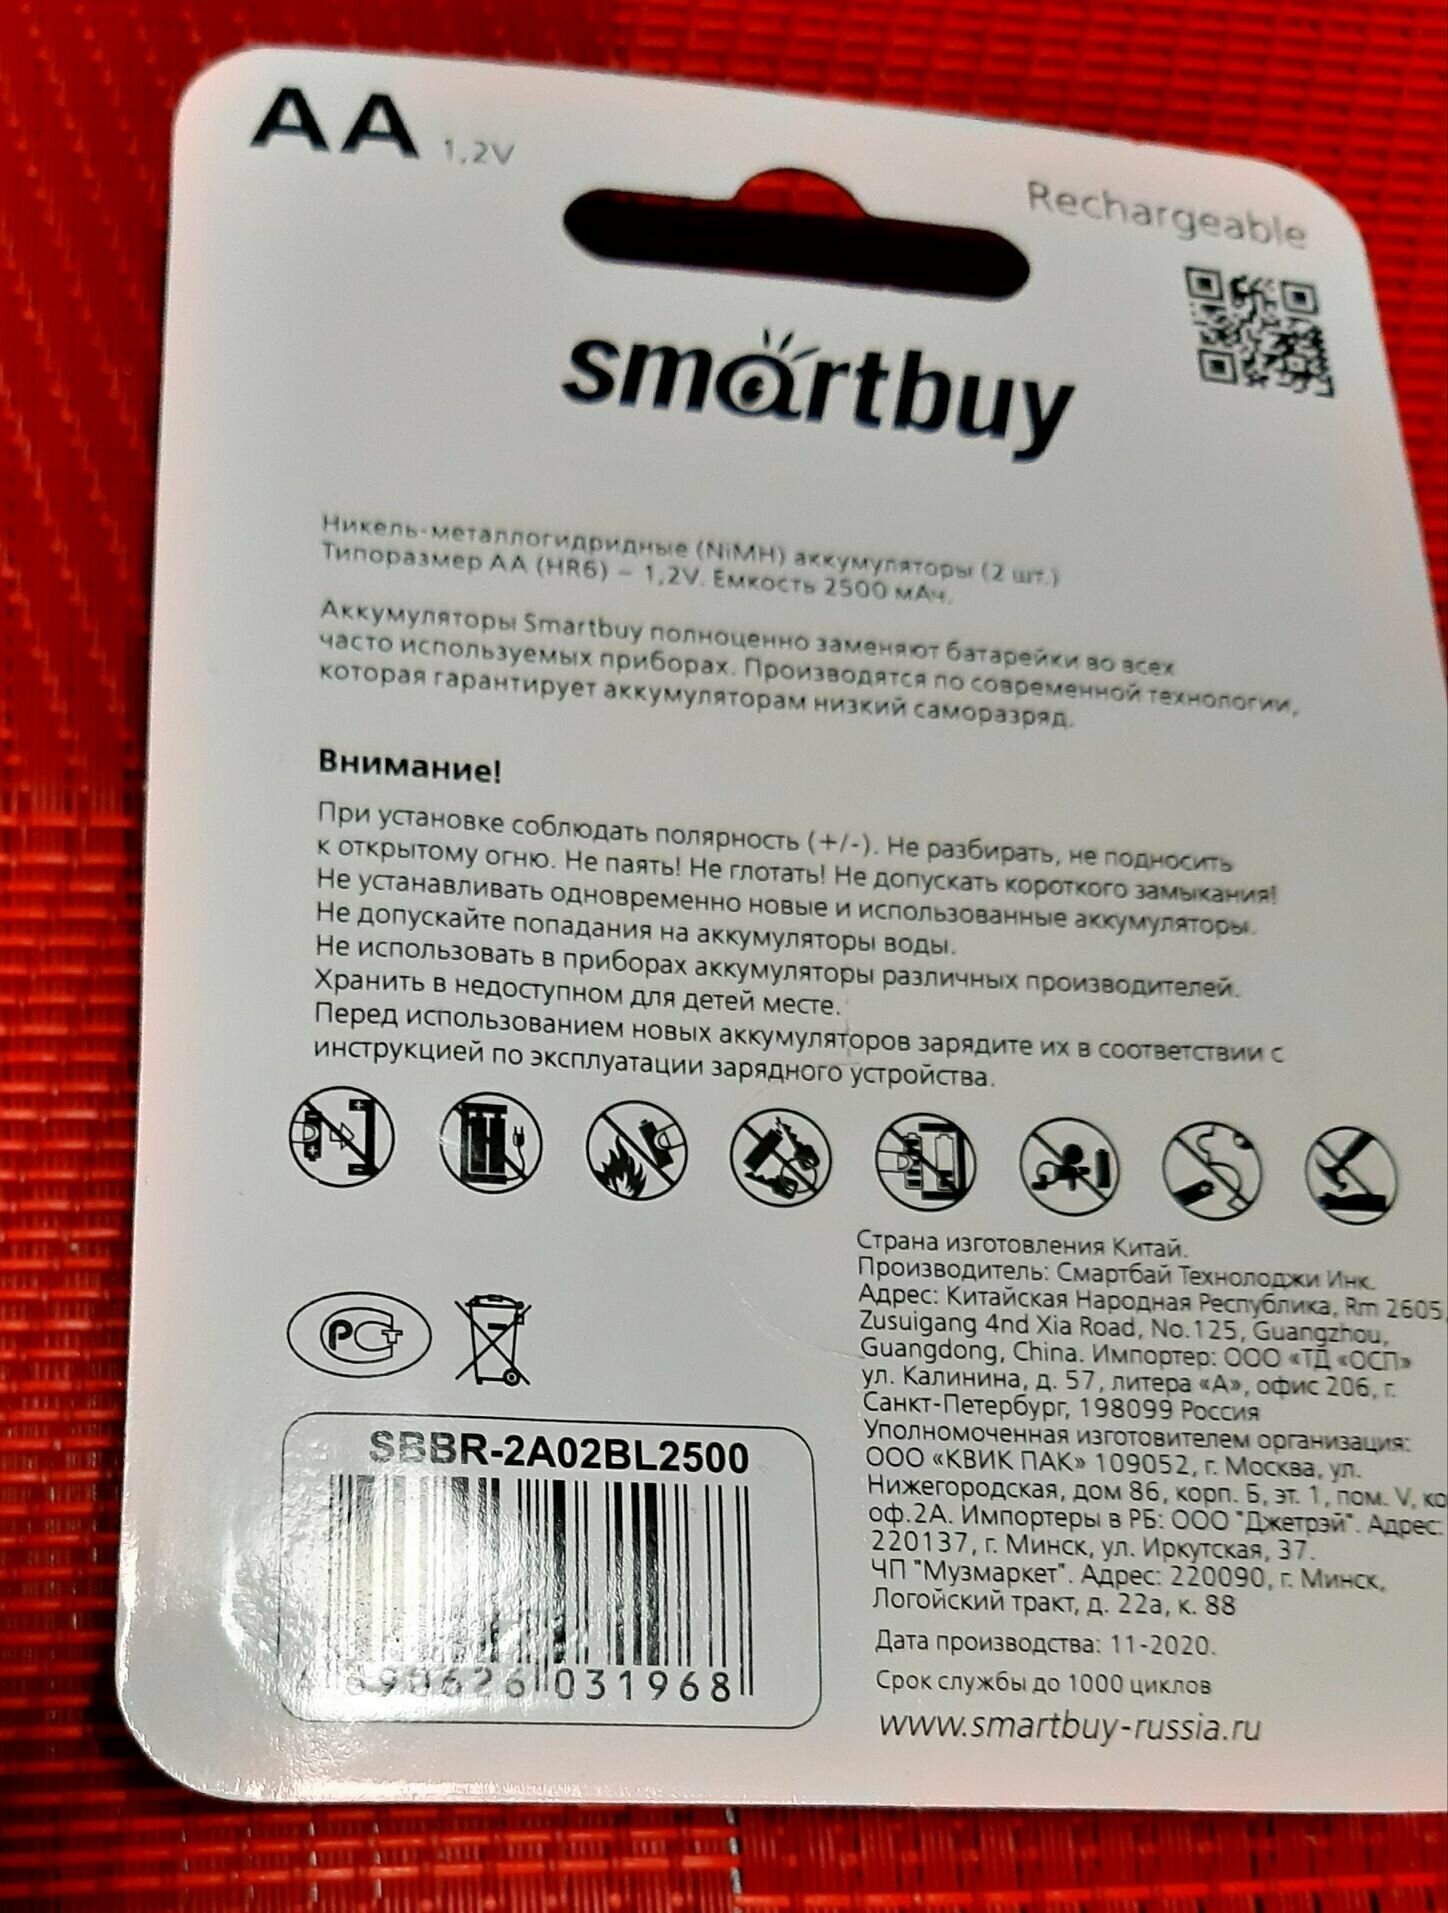 AA 1,2V
Rechargeable
smartbuy
Никель-металлогидридные (NiMH) аккумуляторы (2 шт.)
Типоразмер AA (HR6) – 1,2V. Емкость 2500 мАч.
Аккумуляторы Smartbuy полноценно заменяют батарейки во всех
часто используемых приборах. Производятся по современной технологии,
которая гарантирует аккумуляторам низкий саморазряд.
Внимание!
При установке соблюдать полярность (+/-). Не разбирать, не подносить
к открытому огню. Не паять! Не глотать! Не допускать короткого замыкания!
Не устанавливать одновременно новые и использованные аккумуляторы.
Не допускайте попадания на аккумуляторы воды.
Не использовать в приборах аккумуляторы различных производителей.
Хранить в недоступном для детей месте.
Перед использованием новых аккумуляторов зарядите их в соответствии с
инструкцией по эксплуатации зарядного устройства.
Страна изготовления Китай.
Производитель: Смартбай Технолоджи Инк.
Адрес: Китайская Народная Республика, Rm 2605,
Zusuigang 4nd Xia Road, No.125, Guangzhou,
Guangdong, China. Импортер: ООО «ТД «ОСП»
ул. Калинина, д. 57, литера «А», офис 206, г.
Санкт-Петербург, 198099 Россия
Уполномоченная изготовителем организация:
ООО «КВИК ПАК» 109052, г. Москва, ул.
Нижегородская, дом 86, корп. Б, эт. 1, пом. V,
оф.2А. Импортеры в РБ: ООО "Джетрэй". Адрес:
220137, г. Минск, ул. Иркутская, 37.
ЧП "Музмаркет". Адрес: 220090, г. Минск,
Логойский тракт, д. 22а, к. 88
Дата производства: 11-2020.
Срок службы до 1000 циклов
www.smartbuy-russia.ru
РСТ
SBBR-2A02BL2500
4 690626 031968